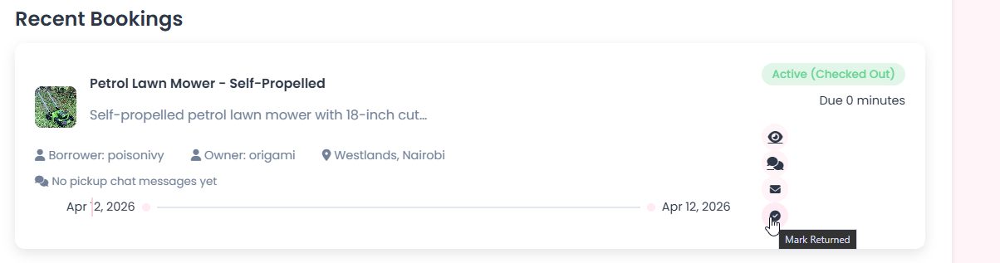 Recent Bookings
Petrol Lawn Mower - Self-Propelled
Active (Checked Out)
Self-propelled petrol lawn mower with 18-inch cut...
Due 0 minutes
Borrower: poisonivy Owner: origami Westlands, Nairobi
No pickup chat messages yet
Apr 12, 2026 Apr 12, 2026
Mark Returned